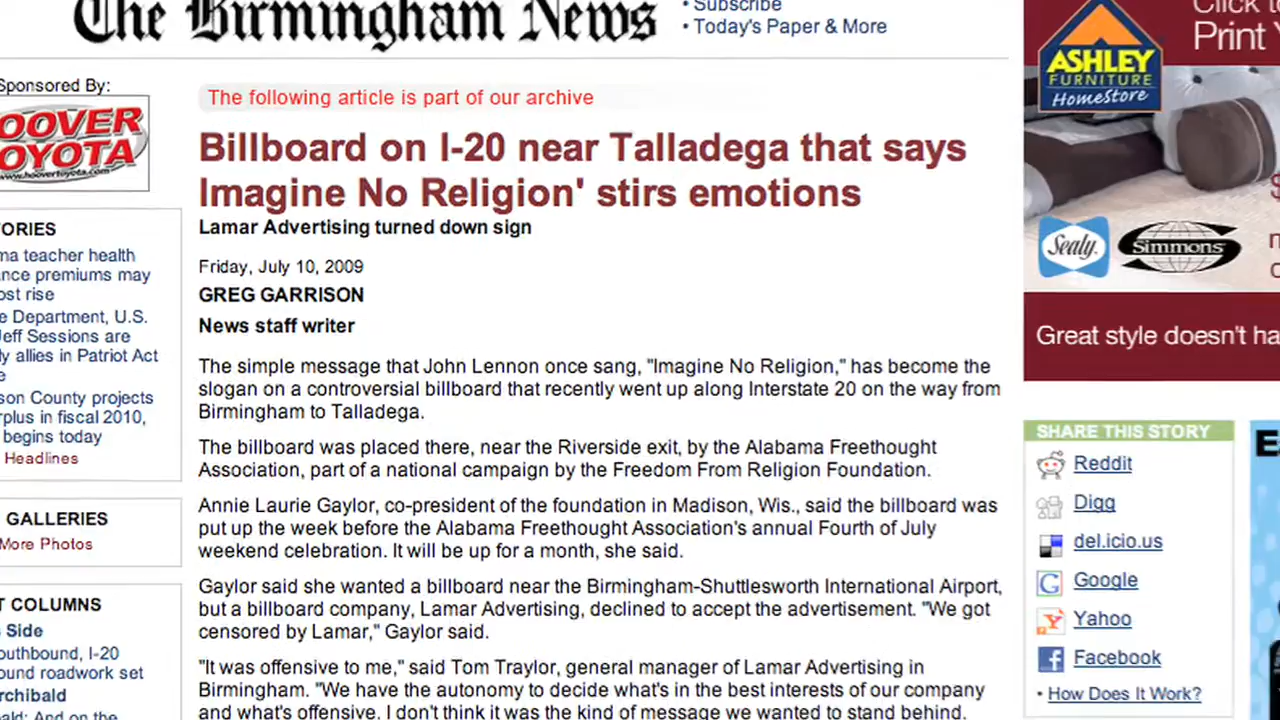 The Birmingham News
• Subscribe
• Today's Paper & More
Sponsored By:
HOOVER
TOYOTA
www.hoovertoyota.com
The following article is part of our archive
Billboard on I-20 near Talladega that says
Imagine No Religion' stirs emotions
Lamar Advertising turned down sign
Friday, July 10, 2009
GREG GARRISON
News staff writer
The simple message that John Lennon once sang, "Imagine No Religion," has become the
slogan on a controversial billboard that recently went up along Interstate 20 on the way from
Birmingham to Talladega.
The billboard was placed there, near the Riverside exit, by the Alabama Freethought
Association, part of a national campaign by the Freedom From Religion Foundation.
Annie Laurie Gaylor, co-president of the foundation in Madison, Wis., said the billboard was
put up the week before the Alabama Freethought Association's annual Fourth of July
weekend celebration. It will be up for a month, she said.
Gaylor said she wanted a billboard near the Birmingham-Shuttlesworth International Airport,
but a billboard company, Lamar Advertising, declined to accept the advertisement. "We got
censored by Lamar," Gaylor said.
"It was offensive to me," said Tom Traylor, general manager of Lamar Advertising in
Birmingham. "We have the autonomy to decide what's in the best interests of our company
and what's offensive. I don't think it was the kind of message we wanted to stand behind.
ORIES
ma teacher health
ance premiums may
ost rise
e Department, U.S.
Jeff Sessions are
ly allies in Patriot Act
e
son County projects
rplus in fiscal 2010,
begins today
Headlines
GALLERIES
More Photos
T COLUMNS
s Side
outhbound, I-20
ound roadwork set
rchibald
ald: And on the
Click to
Print Y
ASHLEY
FURNITURE
HomeStore
Sealy
Simmons
Great style doesn't ha
SHARE THIS STORY
Reddit
Digg
del.icio.us
Google
Yahoo
Facebook
• How Does It Work?